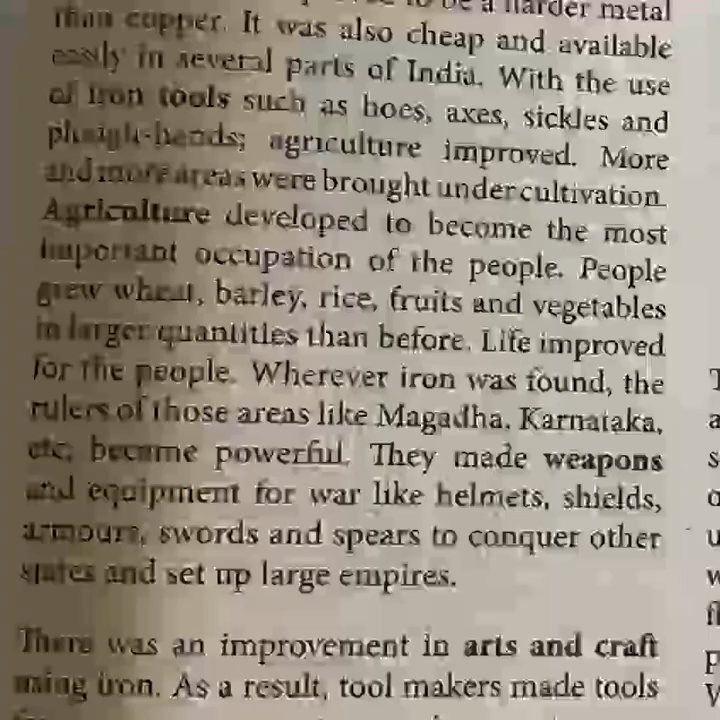 to be a harder metal
than copper. It was also cheap and available
easily in several parts of India. With the use
of iron tools such as hoes, axes, sickles and
agriculture improved. More
and more areas were brought under cultivation.
Agriculture developed to become the most
important occupation of the people. People
grew wheat, barley, rice, fruits and vegetables
in larger quantities than before. Life improved
for the people. Wherever iron was found, the
rulers of those areas like Magadha, Karnataka,
etc; became powerful. They made weapons
and equipment for war like helmets, shields,
armours, swords and spears to conquer other
states and set up large empires.
There was an improvement in arts and craft
using iron. As a result, tool makers made tools